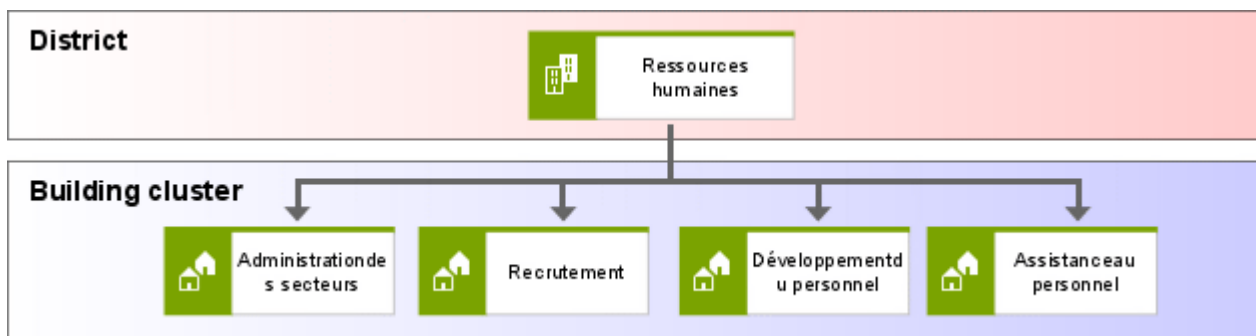 District
Ressources
humaines
Building cluster
Administrationde
s secteurs
Recrutement
Développementd
u personnel
Assistanceau
personnel